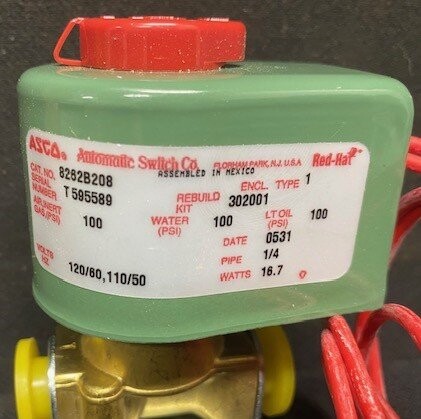 ASCO® Automatic Switch Co. FLORHAM PARK, N.J. U.S.A Red-Hat®
ASSEMBLED IN MEXICO
CAT. NO. 8262B208
SERIAL NUMBER T595589
REBUILD KIT 302001
ENCL. TYPE 1
AIR,INERT GAS,(PSI) 100
WATER (PSI) 100
LT OIL (PSI) 100
DATE 0531
PIPE 1/4
VOLTS 120/60,110/50
WATTS 16.7